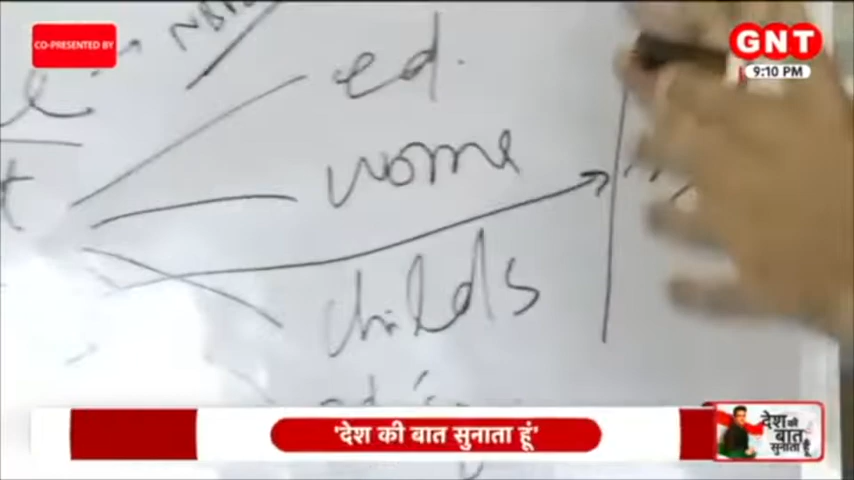 CO-PRESENTED BY
GNT
9:10 PM
ed.
wome
childs
'देश की बात सुनाता हूं'
देश की
बात
सुनाता हूं